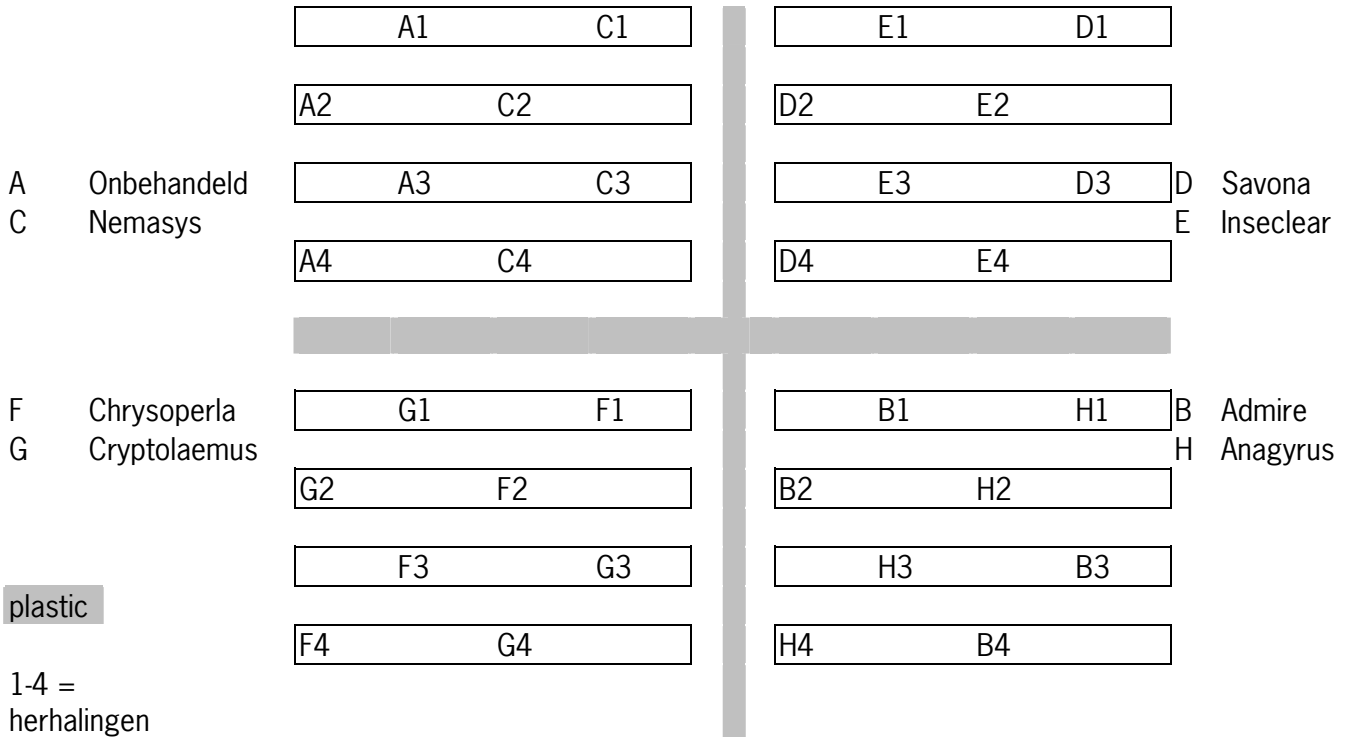 A1 C1 E1 D1
A2 C2 D2 E2
A Onbehandeld A3 C3 E3 D3 D Savona
C Nemasys E Inseclear
A4 C4 D4 E4
F Chrysoperla G1 F1 B1 H1 B Admire
G Cryptolaemus H Anagyrus
G2 F2 B2 H2
F3 G3 H3 B3
plastic
F4 G4 H4 B4
1-4 =
herhalingen